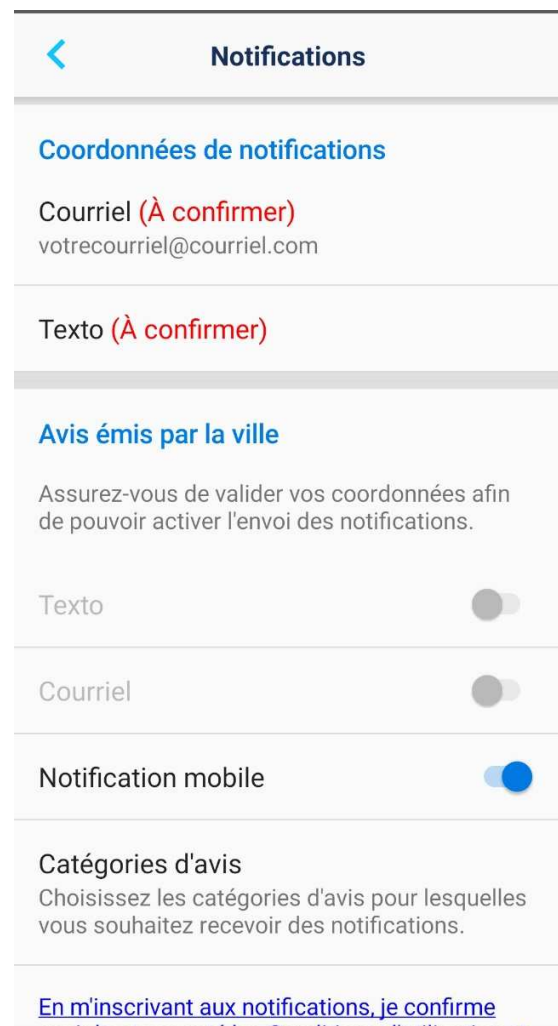 Notifications
Coordonnées de notifications
Courriel (À confirmer)
votrecourriel@courriel.com
Texto (À confirmer)
Avis émis par la ville
Assurez-vous de valider vos coordonnées afin
de pouvoir activer l'envoi des notifications.
Texto
Courriel
Notification mobile
Catégories d'avis
Choisissez les catégories d'avis pour lesquelles
vous souhaitez recevoir des notifications.
En m'inscrivant aux notifications, je confirme